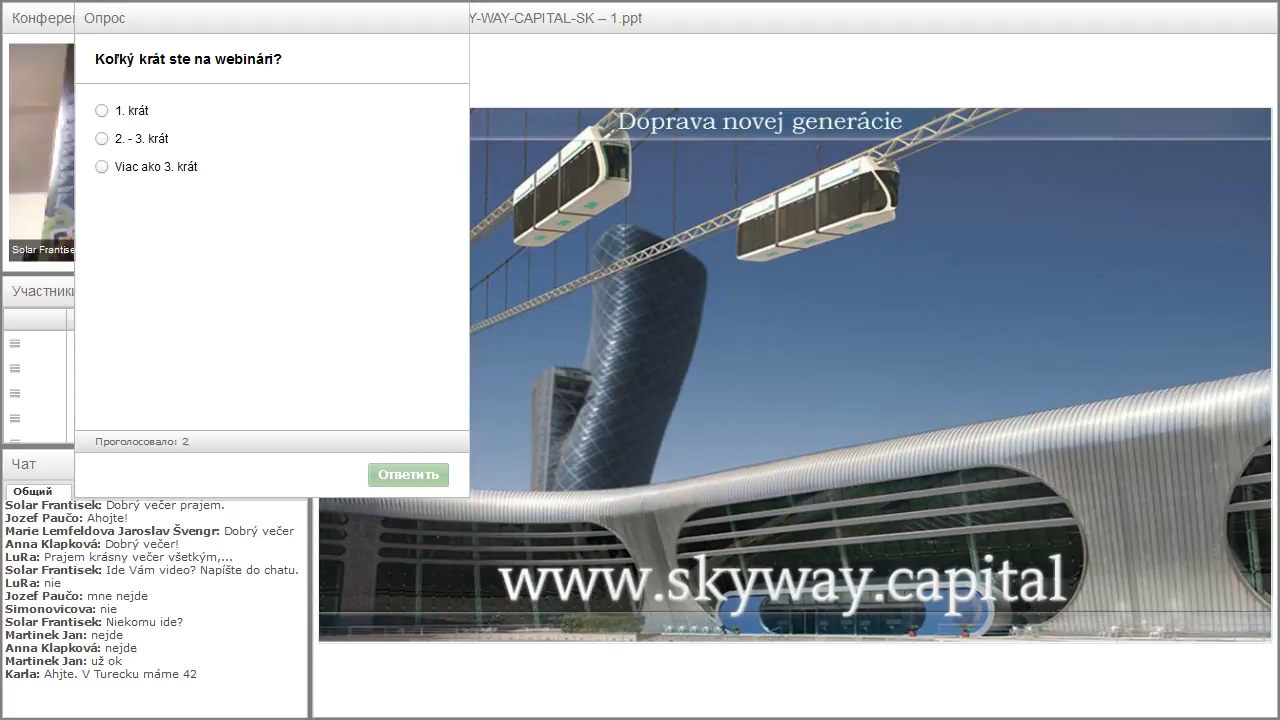 Конфере
Опрос
Y-WAY-CAPITAL-SK – 1.ppt
Koľký krát ste na webinári?
1. krát
2. - 3. krát
Viac ako 3. krát
Doprava novej generácie
Solar Frantise
Участники
Проголосовало: 2
Ответить
Чат
Общий
Solar Frantisek: Dobrý večer prajem.
Jozef Paučo: Ahojte!
Marie Lemfeldova Jaroslav Švengr: Dobrý večer
Anna Klapková: Dobrý večer!
LuRa: Prajem krásny večer všetkým,...
Solar Frantisek: Ide Vám video? Napíšte do chatu.
LuRa: nie
Jozef Paučo: mne nejde
Simonovicova: nie
Solar Frantisek: Niekomu ide?
Martinek Jan: nejde
Anna Klapková: nejde
Martinek Jan: už ok
Karla: Ahjte. V Turecku máme 42
www.skyway.capital